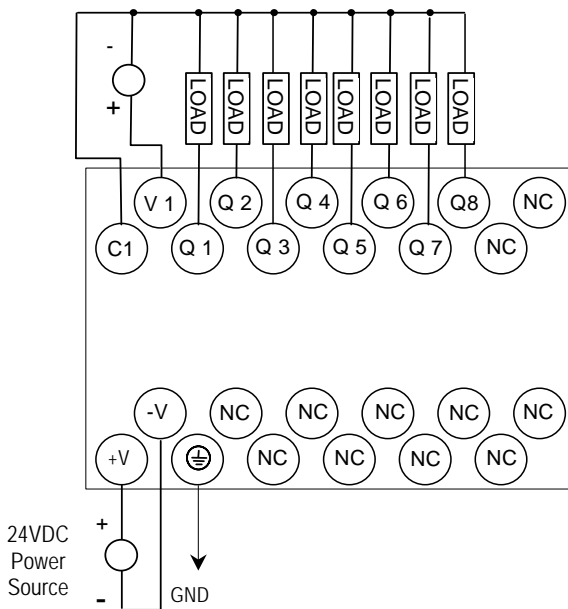 -
+
LOAD LOAD LOAD LOAD LOAD LOAD LOAD LOAD
V 1 Q 2 Q 4 Q 6 Q8 NC
C1 Q 1 Q 3 Q 5 Q 7 NC
-V NC NC NC NC NC
+V NC NC NC NC
24VDC
Power
Source
+
-
GND